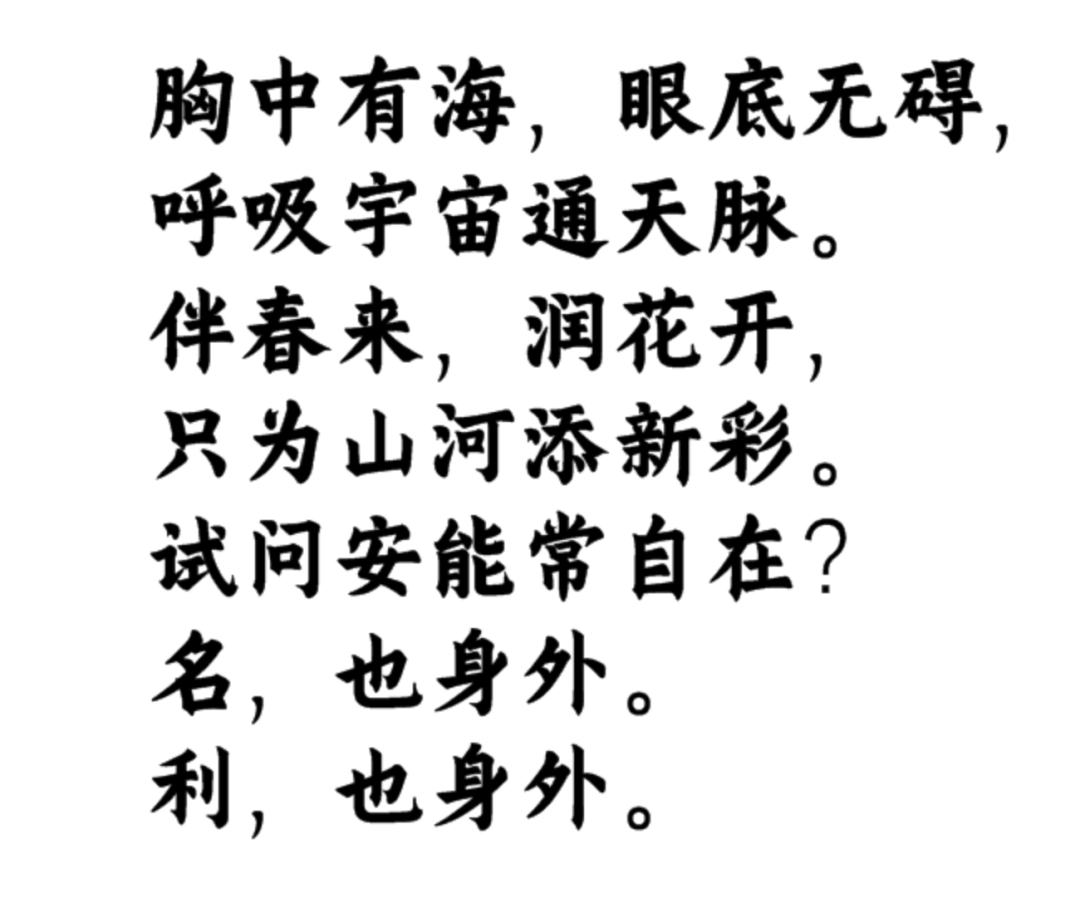 胸中有海，眼底无碍，
呼吸宇宙通天脉。
伴春来，润花开，
只为山河添新彩。
试问安能常自在？
名，也身外。
利，也身外。